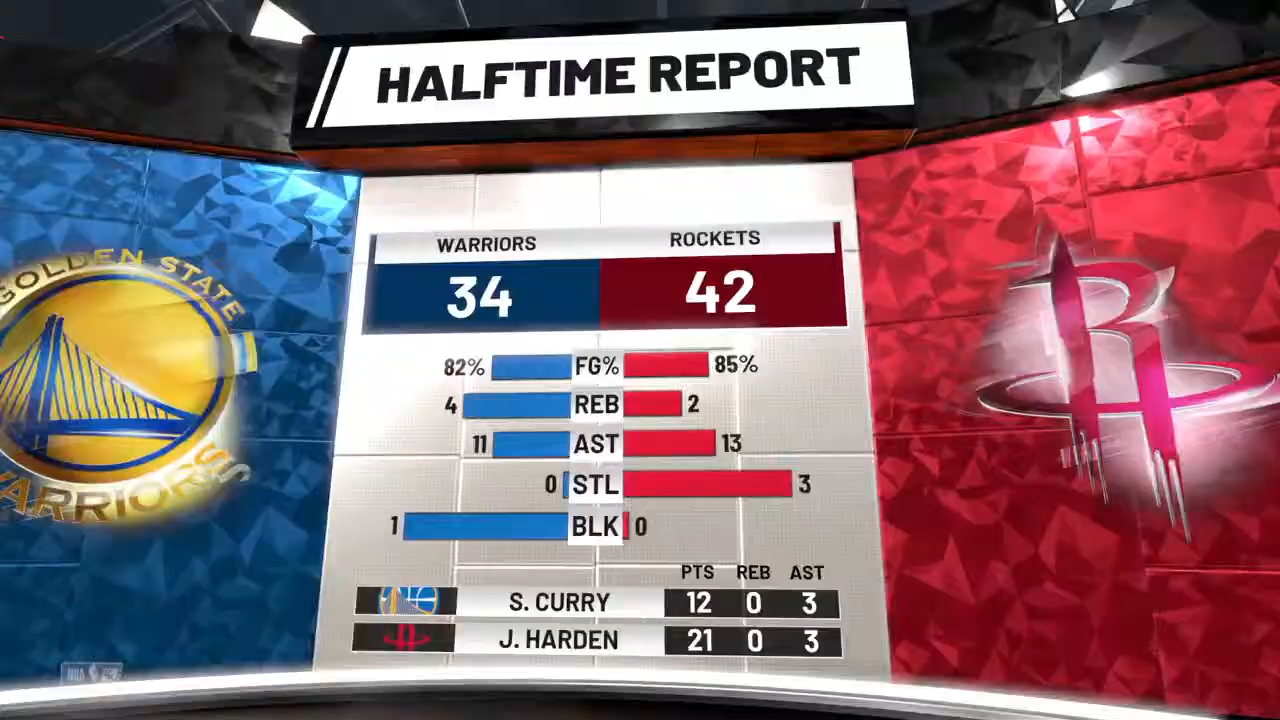 HALFTIME REPORT
GOLDEN STATE
WARRIORS
WARRIORS ROCKETS
34 42
82% FG% 85%
4 REB 2
11 AST 13
0 STL 3
1 BLK 0
PTS REB AST
S. CURRY 12 0 3
J. HARDEN 21 0 3